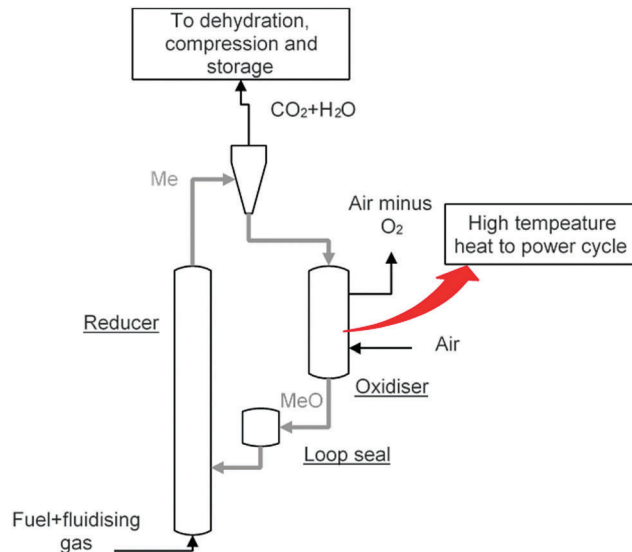 To dehydration,
compression and
storage
CO₂+H₂O
Me
Air minus
O₂
High tempeature
heat to power cycle
Reducer
Air
Oxidiser
MeO
Loop seal
Fuel+fluidising
gas